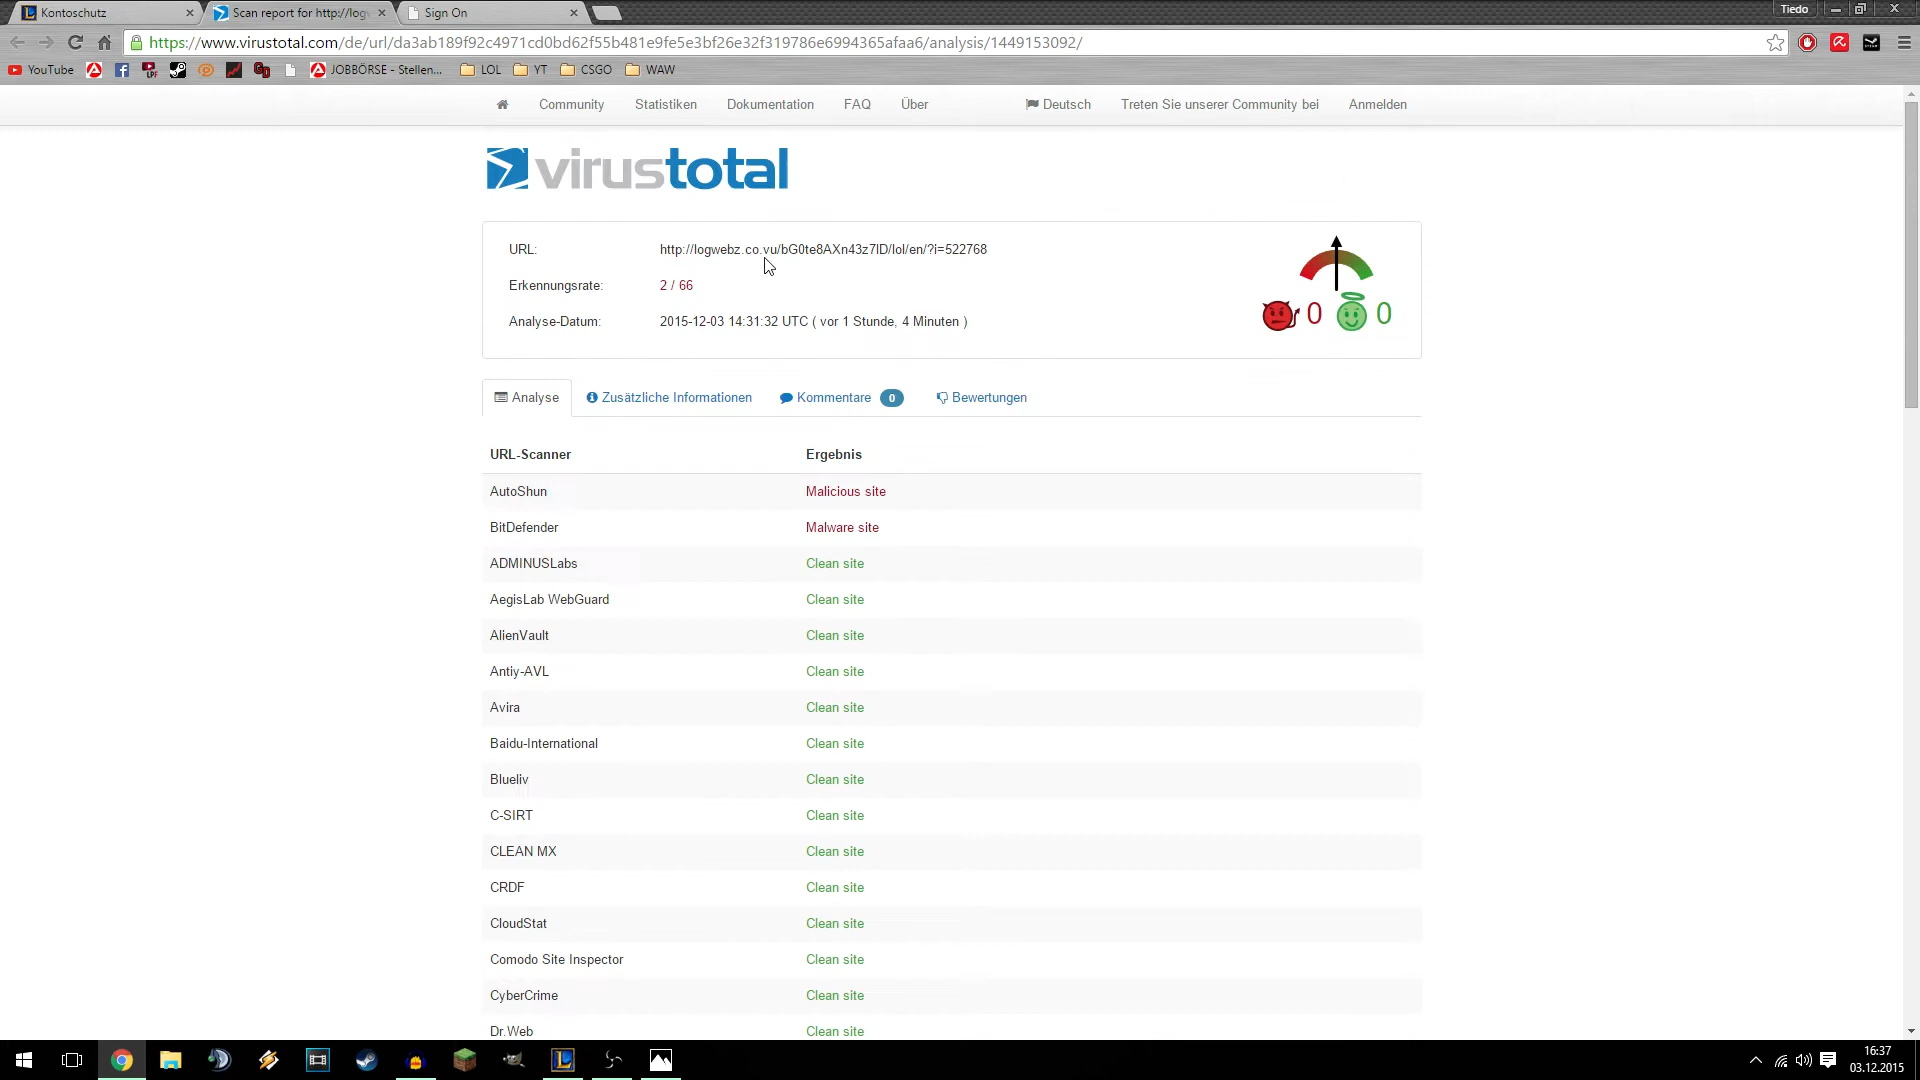 Kontoschutz
Scan report for http://log
Sign On
Tiedo
https://www.virustotal.com/de/url/da3ab189f92c4971cd0bd62f55b481e9fe5e3bf26e32f319786e6994365afaa6/analysis/1449153092/
YouTube
JOBBÖRSE - Stellen...
LOL
YT
CSGO
WAW
Community
Statistiken
Dokumentation
FAQ
Über
Deutsch
Treten Sie unserer Community bei
Anmelden
virustotal
URL: http://logwebz.co.vu/bG0te8AXn43z7lD/lol/en/?i=522768
Erkennungsrate: 2 / 66
Analyse-Datum: 2015-12-03 14:31:32 UTC ( vor 1 Stunde, 4 Minuten )
0 0
Analyse
Zusätzliche Informationen
Kommentare 0
Bewertungen
URL-Scanner Ergebnis
AutoShun Malicious site
BitDefender Malware site
ADMINUSLabs Clean site
AegisLab WebGuard Clean site
AlienVault Clean site
Antiy-AVL Clean site
Avira Clean site
Baidu-International Clean site
Blueliv Clean site
C-SIRT Clean site
CLEAN MX Clean site
CRDF Clean site
CloudStat Clean site
Comodo Site Inspector Clean site
CyberCrime Clean site
Dr.Web Clean site
16:37
03.12.2015